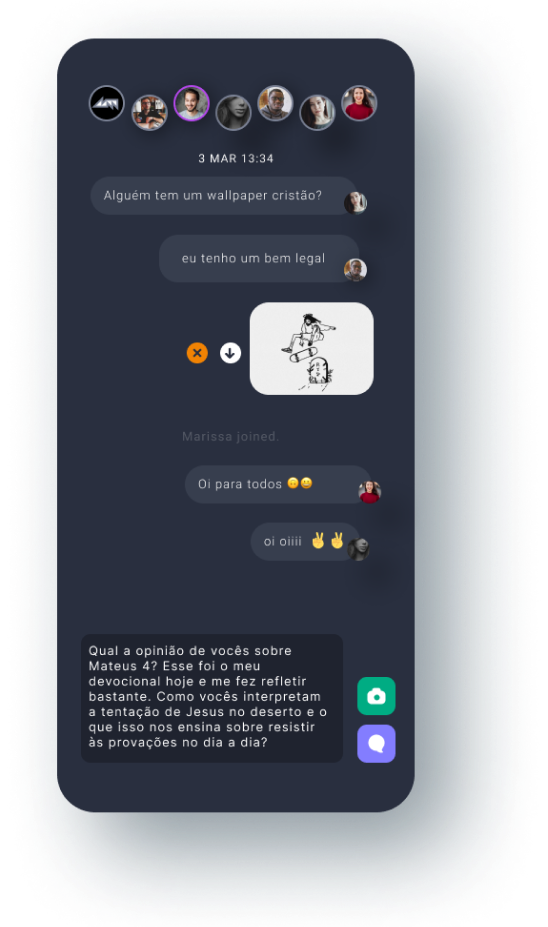 3 MAR 13:34
Alguém tem um wallpaper cristão?
eu tenho um bem legal
Marissa joined.
Oi para todos 🙃😃
oi oiiii ✌️✌️
Qual a opinião de vocês sobre
Mateus 4? Esse foi o meu
devocional hoje e me fez refletir
bastante. Como vocês interpretam
a tentação de Jesus no deserto e o
que isso nos ensina sobre resistir
às provações no día a dia?